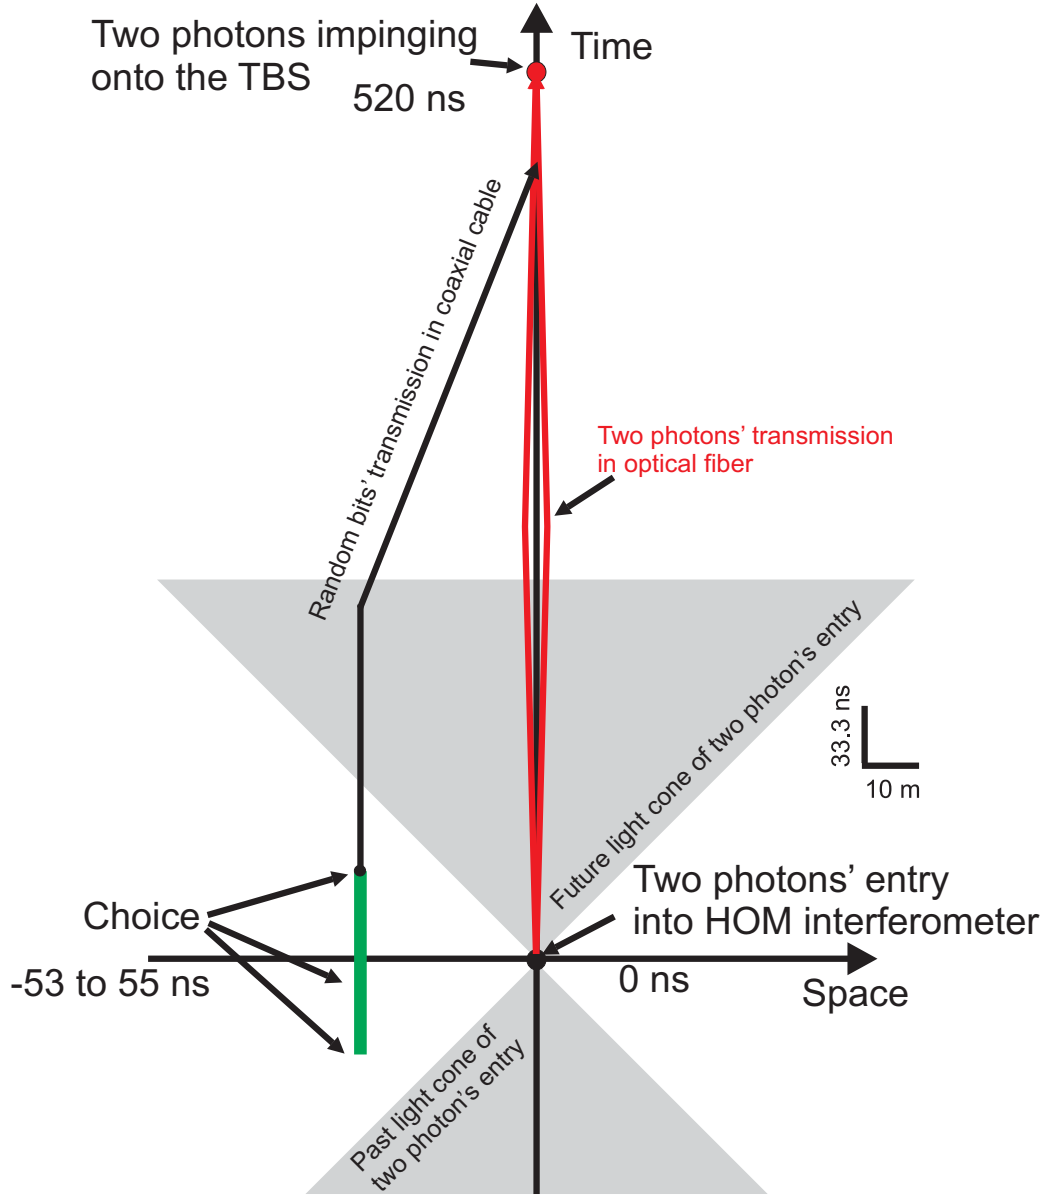 Two photons impinging
onto the TBS
Time
520 ns
Random bits' transmission in coaxial cable
Two photons' transmission
in optical fiber
Future light cone of two photon's entry
33.3 ns
10 m
Choice
Two photons' entry
into HOM interferometer
-53 to 55 ns
0 ns
Space
Past light cone of
two photon's entry